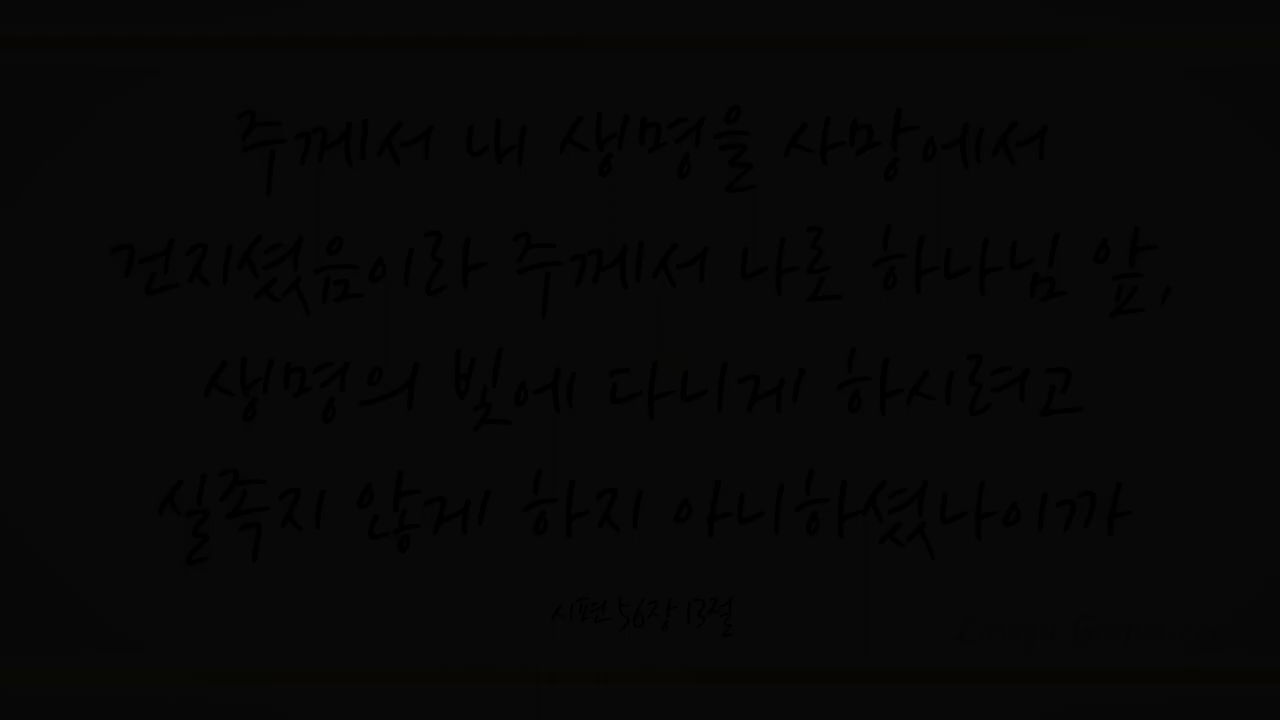 주께서 내 생명을 사망에서
건지셨음이라 주께서 나로 하나님 앞,
생명의 빛에 다니게 하시려고
실족지 않게 하지 아니하셨나이까
시편 56장 13절